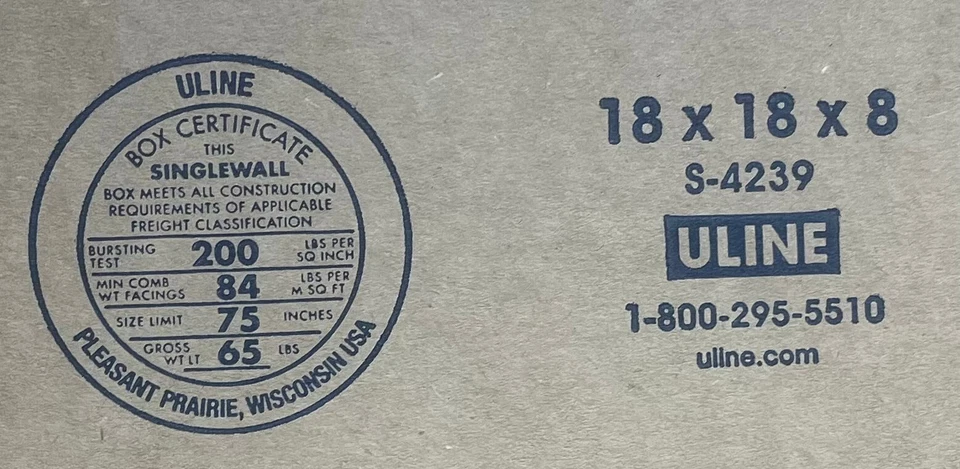 ULINE
BOX CERTIFICATE
THIS
SINGLEWALL
BOX MEETS ALL CONSTRUCTION
REQUIREMENTS OF APPLICABLE
FREIGHT CLASSIFICATION
BURSTING TEST 200 LBS PER SQ INCH
MIN COMB WT FACINGS 84 LBS PER M SQ FT
SIZE LIMIT 75 INCHES
GROSS WT LT 65 LBS
PLEASANT PRAIRIE, WISCONSIN USA
18 x 18 x 8
S-4239
ULINE
1-800-295-5510
uline.com